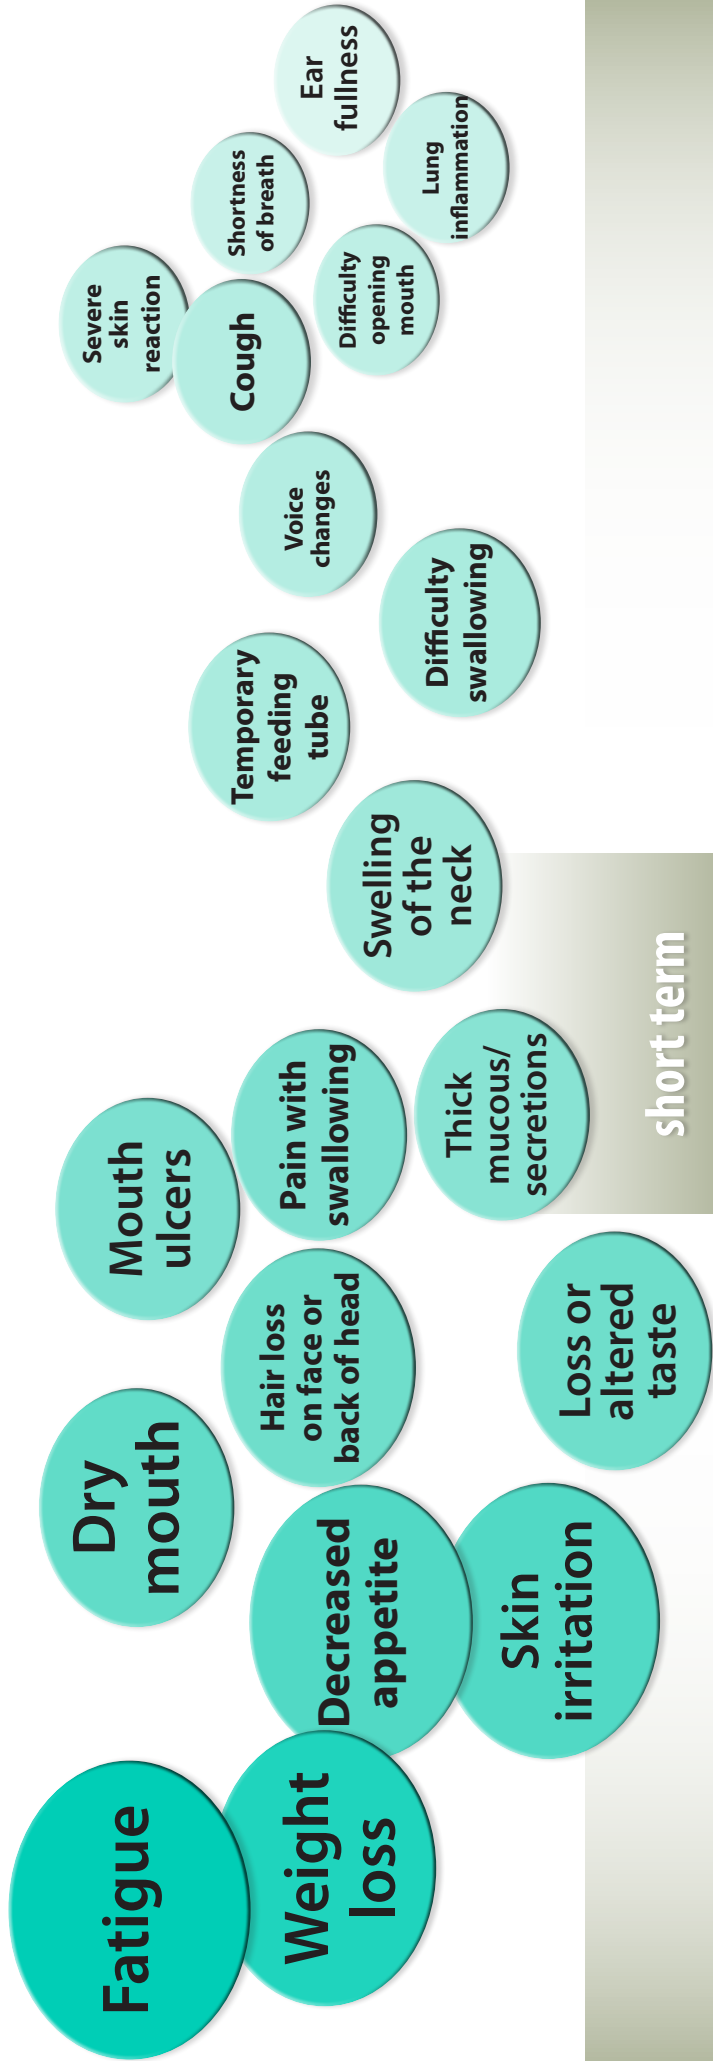 Fatigue
Weight
loss
Decreased
appetite
Skin
irritation
Dry
mouth
Hair loss
on face or
back of head
Loss or
altered
taste
Mouth
ulcers
Pain with
swallowing
Thick
mucous/
secretions
Swelling
of the
neck
Temporary
feeding
tube
Difficulty
swallowing
Voice
changes
Cough
Severe
skin
reaction
Difficulty
opening
mouth
Shortness
of breath
Lung
inflammation
Ear
fullness
short term